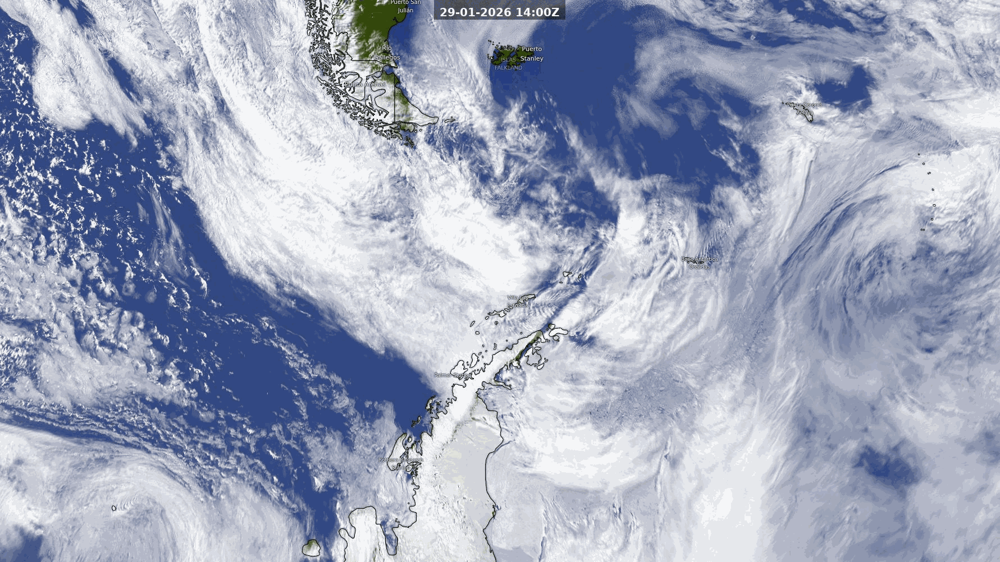 Puerto San
Julián
29-01-2026 14:00Z
Río
Gallegos
Puerto
Stanley
ISLAS
FALKLAND
Punta Arenas
Punta Coronel
Zelaya
Base Antártica
Orcadas
Villa Las
Estrellas
Palmer Station
Rothera Research
Station